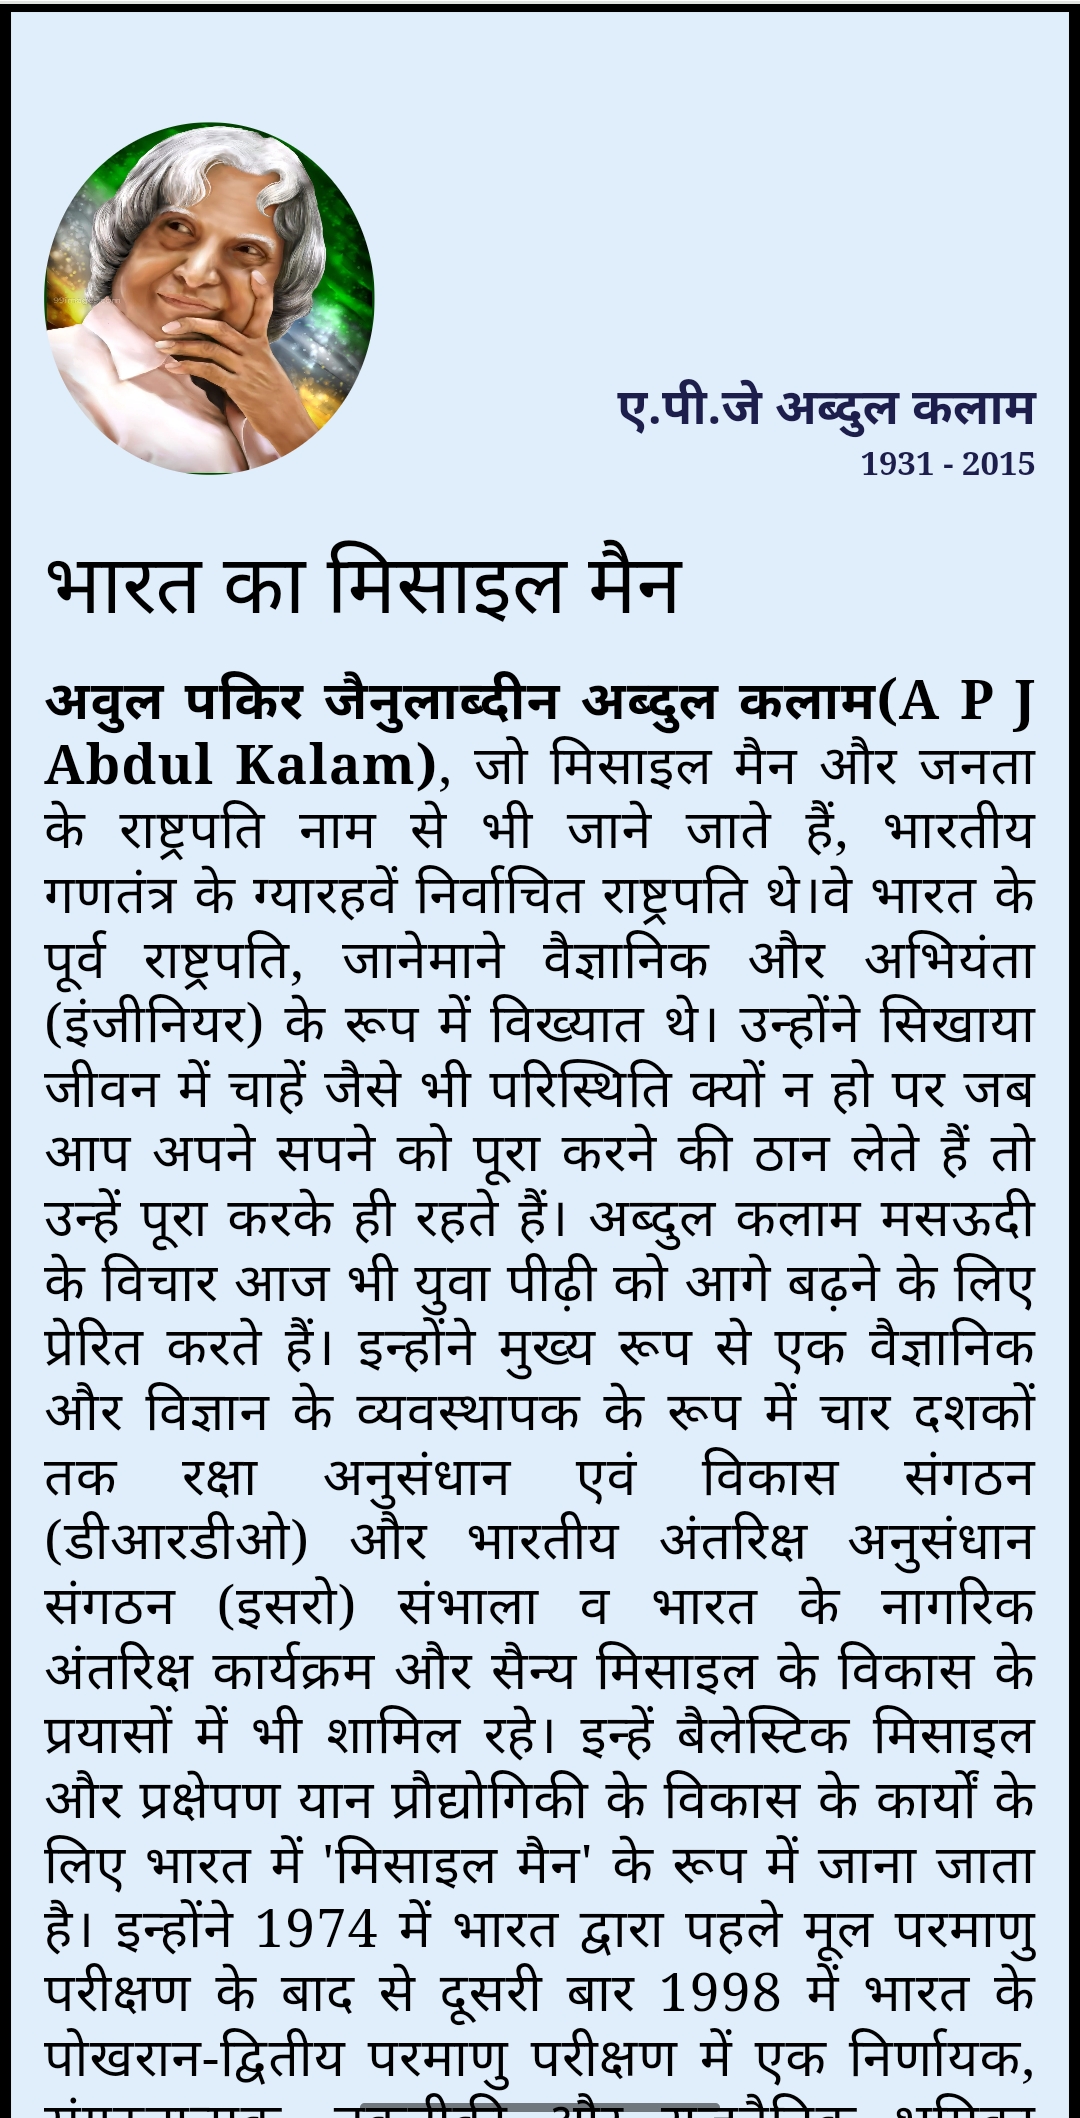 ए.पी.जे अब्दुल कलाम
1931 - 2015
भारत का मिसाइल मैन
अवुल पकिर जैनुलाब्दीन अब्दुल कलाम(A P J
Abdul Kalam), जो मिसाइल मैन और जनता
के राष्ट्रपति नाम से भी जाने जाते हैं, भारतीय
गणतंत्र के ग्यारहवें निर्वाचित राष्ट्रपति थे।वे भारत के
पूर्व राष्ट्रपति, जानेमाने वैज्ञानिक और अभियंता
(इंजीनियर) के रूप में विख्यात थे। उन्होंने सिखाया
जीवन में चाहें जैसे भी परिस्थिति क्यों न हो पर जब
आप अपने सपने को पूरा करने की ठान लेते हैं तो
उन्हें पूरा करके ही रहते हैं। अब्दुल कलाम मसऊदी
के विचार आज भी युवा पीढ़ी को आगे बढ़ने के लिए
प्रेरित करते हैं। इन्होंने मुख्य रूप से एक वैज्ञानिक
और विज्ञान के व्यवस्थापक के रूप में चार दशकों
तक रक्षा अनुसंधान एवं विकास संगठन
(डीआरडीओ) और भारतीय अंतरिक्ष अनुसंधान
संगठन (इसरो) संभाला व भारत के नागरिक
अंतरिक्ष कार्यक्रम और सैन्य मिसाइल के विकास के
प्रयासों में भी शामिल रहे। इन्हें बैलेस्टिक मिसाइल
और प्रक्षेपण यान प्रौद्योगिकी के विकास के कार्यों के
लिए भारत में 'मिसाइल मैन' के रूप में जाना जाता
है। इन्होंने 1974 में भारत द्वारा पहले मूल परमाणु
परीक्षण के बाद से दूसरी बार 1998 में भारत के
पोखरान-द्वितीय परमाणु परीक्षण में एक निर्णायक,